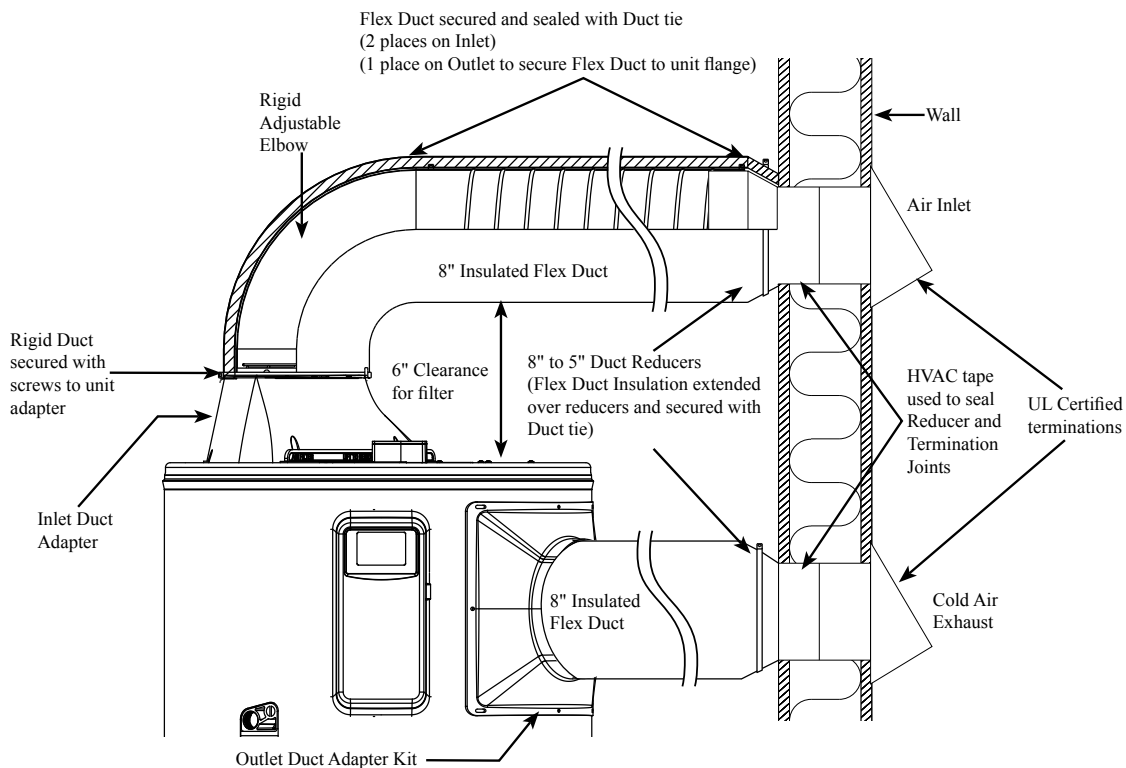 Flex Duct secured and sealed with Duct tie
(2 places on Inlet)
(1 place on Outlet to secure Flex Duct to unit flange)
Rigid
Adjustable
Elbow
Wall
Air Inlet
8" Insulated Flex Duct
Rigid Duct
secured with
screws to unit
adapter
6" Clearance
for filter
8" to 5" Duct Reducers
(Flex Duct Insulation extended
over reducers and secured with
Duct tie)
HVAC tape
used to seal
Reducer and
Termination
Joints
UL Certified
terminations
Inlet Duct
Adapter
8" Insulated
Flex Duct
Cold Air
Exhaust
Outlet Duct Adapter Kit